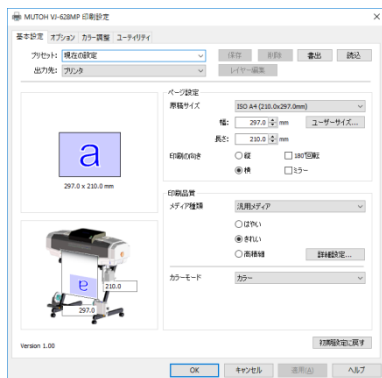 MUTOH VJ-628MP 印刷設定
基本設定 オプション カラー調整 ユーティリティ
プリセット: 現在の設定 保存 削除 書出 読込
出力先: プリンタ レイヤー編集
ページ設定
原稿サイズ ISO A4 (210.0x297.0mm)
幅: 297.0 mm ユーザーサイズ...
長さ: 210.0 mm
印刷の向き 縦 180°回転
横 ミラー
a
297.0 x 210.0 mm
印刷品質
メディア種類 汎用メディア
はやい
きれい
高精細 詳細設定...
カラーモード カラー
a
210.0
297.0
Version 1.00 初期設定に戻す
OK キャンセル 適用(A) ヘルプ